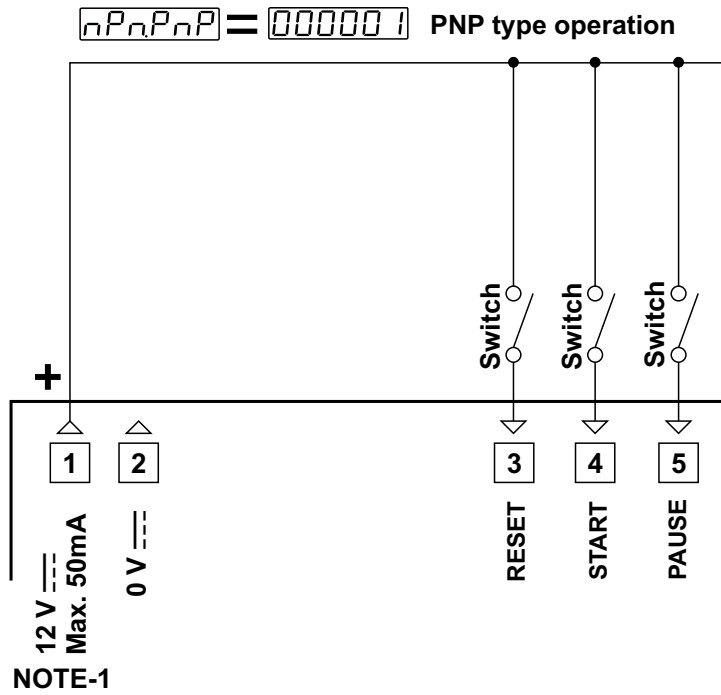 nPn.PnP = 000001 PNP type operation
Switch
Switch
Switch
+
1
2
3
4
5
12 V
Max. 50mA
0 V
RESET
START
PAUSE
NOTE-1